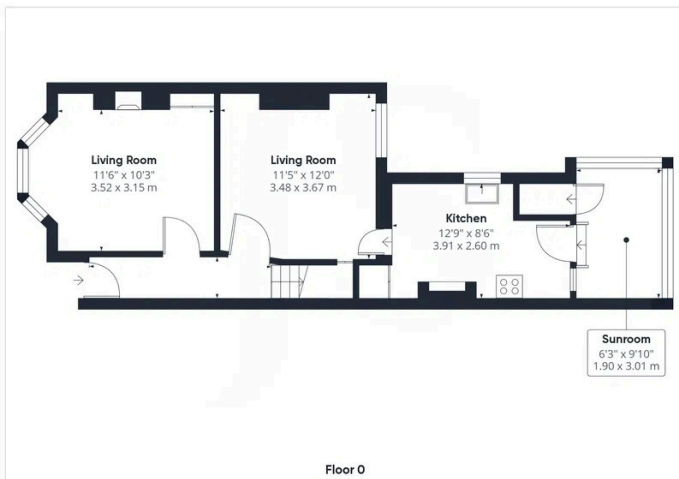 Living Room
11'6" x 10'3"
3.52 x 3.15 m
Living Room
11'5" x 12'0"
3.48 x 3.67 m
Kitchen
12'9" x 8'6"
3.91 x 2.60 m
Sunroom
6'3" x 9'10"
1.90 x 3.01 m
Floor 0